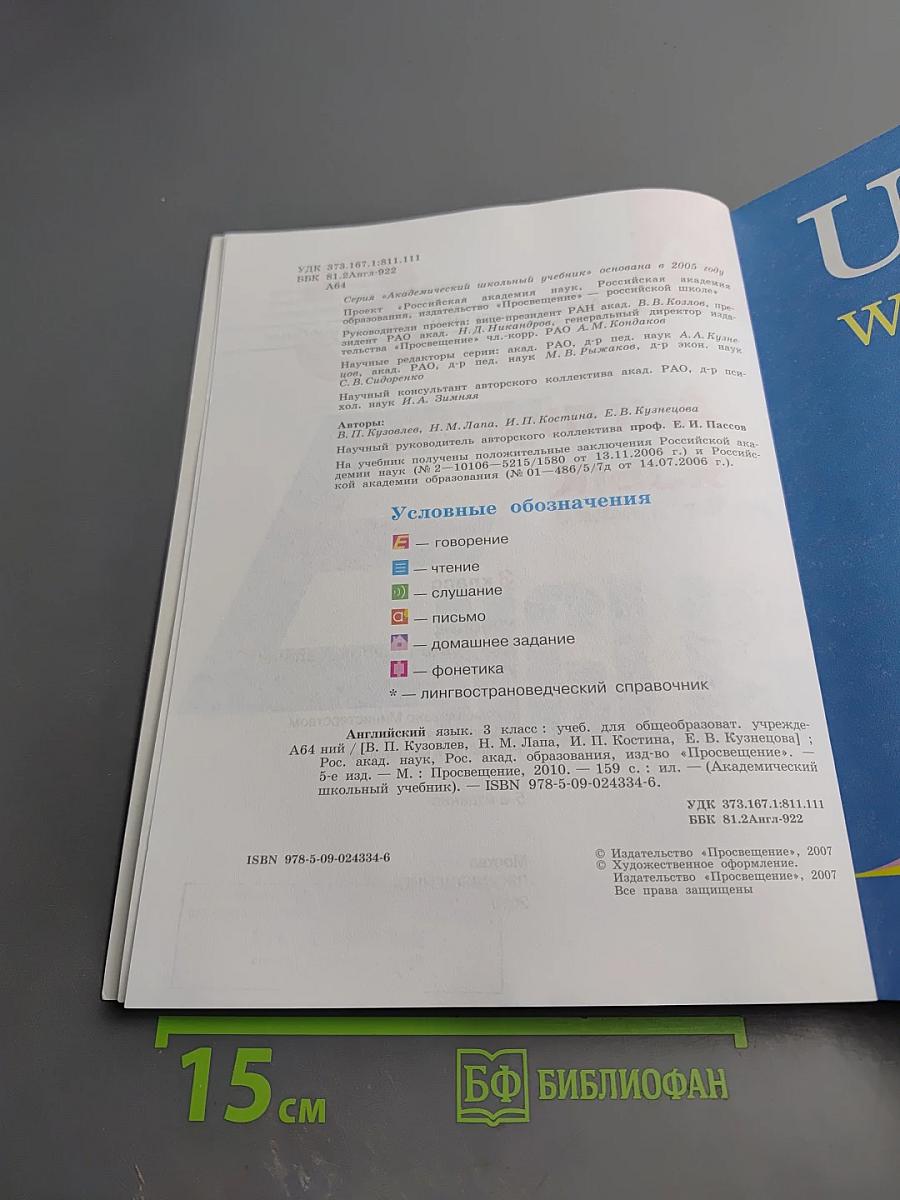 УДК 373.167.1:811.111
ББК 81.2Англ-922
А64
Серия «Академический школьный учебник» основана в 2005 году
Проект «Российская академия наук, Российская академия
образования, издательство «Просвещение» — российской школе»
Руководители проекта: вице-президент РАН акад. В. В. Козлов, пре-
зидент РАО акад. Н. Д. Никандров, генеральный директор изда-
тельства «Просвещение» чл.-корр. РАО А. М. Кондаков
Научные редакторы серии: акад. РАО, д-р пед. наук А. А. Кузне-
цов, акад. РАО, д-р пед. наук М. В. Рыжаков, д-р экон. наук
С. В. Сидоренко
Научный консультант авторского коллектива акад. РАО, д-р пси-
хол. наук И. А. Зимняя
Авторы:
В. П. Кузовлев, Н. М. Лапа, И. П. Костина, Е. В. Кузнецова
Научный руководитель авторского коллектива проф. Е. И. Пассов
На учебник получены положительные заключения Российской ака-
демии наук (№ 2—10106—5215/1580 от 13.11.2006 г.) и Российс-
кой академии образования (№ 01—486/5/7д от 14.07.2006 г.).
Условные обозначения
— говорение
— чтение
— слушание
— письмо
— домашнее задание
— фонетика
* — лингвострановедческий справочник
Английский язык. 3 класс : учеб. для общеобразоват. учрежде-
А64 ний / [В. П. Кузовлев, Н. М. Лапа, И. П. Костина, Е. В. Кузнецова] ;
Рос. акад. наук, Рос. акад. образования, изд-во «Просвещение». —
5-е изд. — М. : Просвещение, 2010. — 159 с. : ил. — (Академический
школьный учебник). — ISBN 978-5-09-024334-6.
УДК 373.167.1:811.111
ББК 81.2Англ-922
ISBN 978-5-09-024334-6
© Издательство «Просвещение», 2007
© Художественное оформление.
Издательство «Просвещение», 2007
Все права защищены
15 см
БФ БИБЛИОФАН